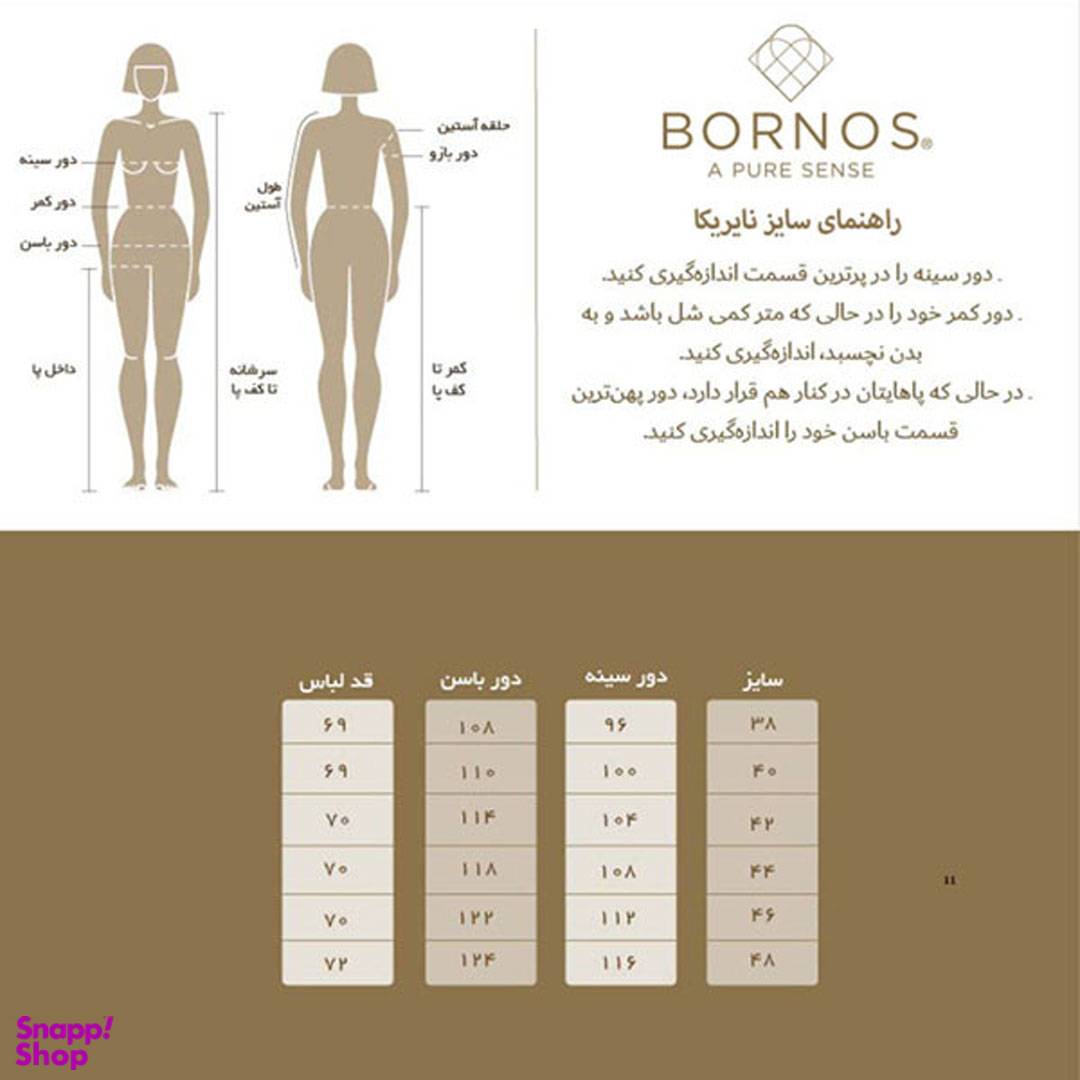 BORNOS®
A PURE SENSE
راهنمای سایز نایریکا
. دور سینه را در پرترین قسمت اندازه‌گیری کنید.
. دور کمر خود را در حالی که متر کمی شل باشد و به
بدن نچسبد، اندازه‌گیری کنید.
. در حالی که پاهایتان در کنار هم قرار دارد، دور پهن‌ترین
قسمت باسن خود را اندازه‌گیری کنید.
حلقه آستین
دور بازو
طول
آستین
کمر تا
کف پا
دور سینه
دور کمر
دور باسن
داخل پا
سرشانه
تا کف پا
سایز دور سینه دور باسن قد لباس
۳۸ ۹۶ ۱۰۸ ۶۹
۴۰ ۱۰۰ ۱۱۰ ۶۹
۴۲ ۱۰۴ ۱۱۴ ۷۰
۴۴ ۱۰۸ ۱۱۸ ۷۰
۴۶ ۱۱۲ ۱۲۲ ۷۰
۴۸ ۱۱۶ ۱۲۴ ۷۲
11
Snapp!
Shop